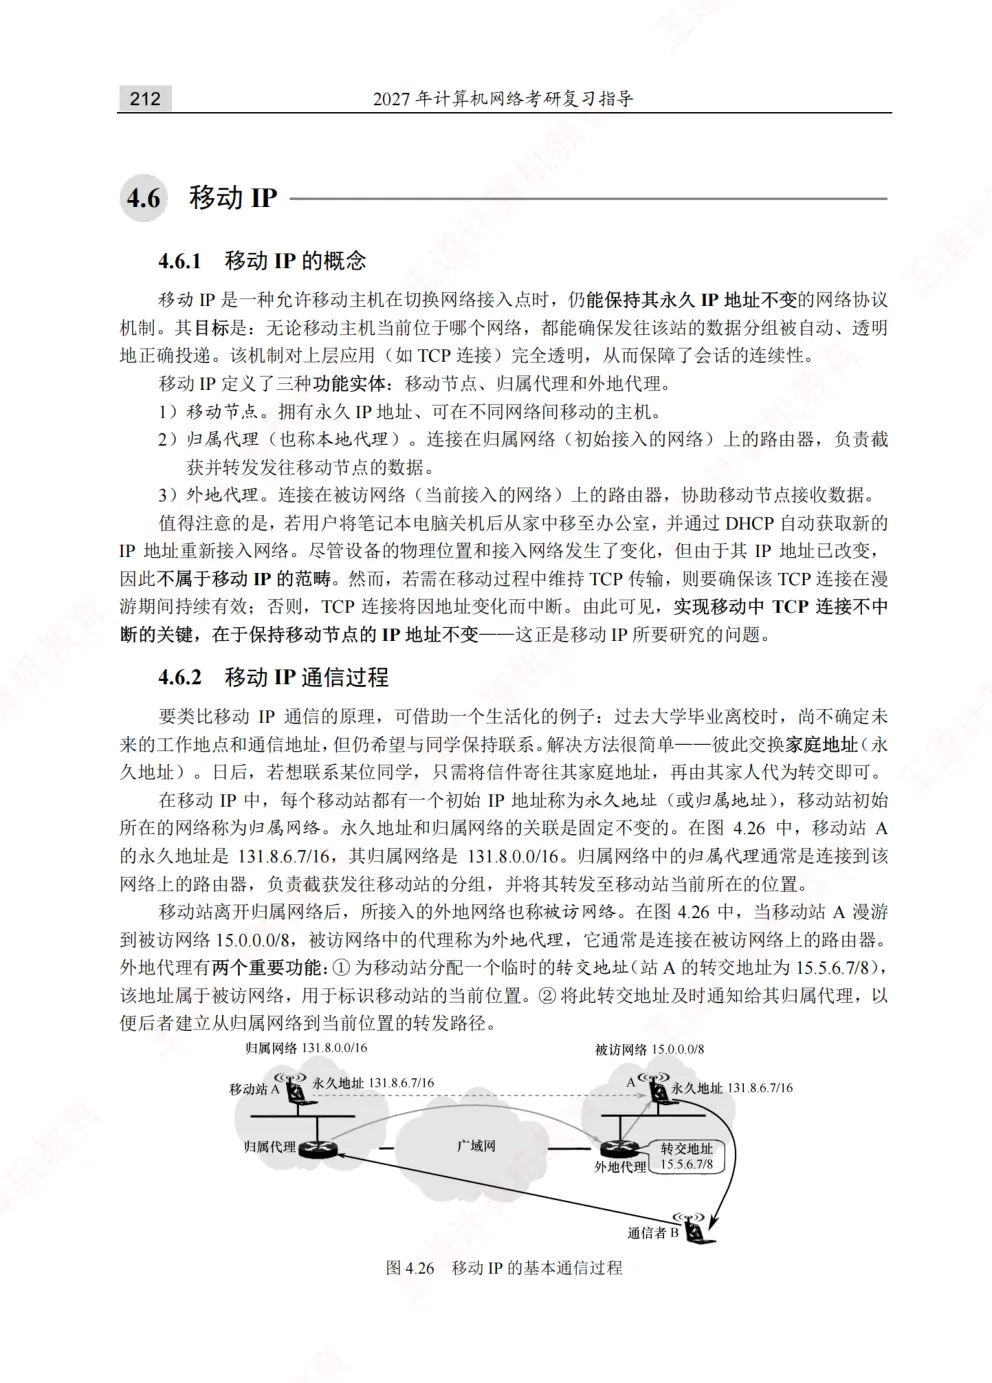 212
2027 年计算机网络考研复习指导
4.6 移动 IP
4.6.1 移动 IP 的概念
移动 IP 是一种允许移动主机在切换网络接入点时，仍能保持其永久 IP 地址不变的网络协议
机制。其目标是：无论移动主机当前位于哪个网络，都能确保发往该站的数据分组被自动、透明
地正确投递。该机制对上层应用（如 TCP 连接）完全透明，从而保障了会话的连续性。
移动 IP 定义了三种功能实体：移动节点、归属代理和外地代理。
1）移动节点。拥有永久 IP 地址、可在不同网络间移动的主机。
2）归属代理（也称本地代理）。连接在归属网络（初始接入的网络）上的路由器，负责截
获并转发发往移动节点的数据。
3）外地代理。连接在被访网络（当前接入的网络）上的路由器，协助移动节点接收数据。
值得注意的是，若用户将笔记本电脑关机后从家中移至办公室，并通过 DHCP 自动获取新的
IP 地址重新接入网络。尽管设备的物理位置和接入网络发生了变化，但由于其 IP 地址已改变，
因此不属于移动 IP 的范畴。然而，若需在移动过程中维持 TCP 传输，则要确保该 TCP 连接在漫
游期间持续有效；否则，TCP 连接将因地址变化而中断。由此可见，实现移动中 TCP 连接不中
断的关键，在于保持移动节点的 IP 地址不变——这正是移动 IP 所要研究的问题。
4.6.2 移动 IP 通信过程
要类比移动 IP 通信的原理，可借助一个生活化的例子：过去大学毕业离校时，尚不确定未
来的工作地点和通信地址，但仍希望与同学保持联系。解决方法很简单——彼此交换家庭地址（永
久地址）。日后，若想联系某位同学，只需将信件寄往其家庭地址，再由其家人代为转交即可。
在移动 IP 中，每个移动站都有一个初始 IP 地址称为永久地址（或归属地址），移动站初始
所在的网络称为归属网络。永久地址和归属网络的关联是固定不变的。在图 4.26 中，移动站 A
的永久地址是 131.8.6.7/16，其归属网络是 131.8.0.0/16。归属网络中的归属代理通常是连接到该
网络上的路由器，负责截获发往移动站的分组，并将其转发至移动站当前所在的位置。
移动站离开归属网络后，所接入的外地网络也称被访网络。在图 4.26 中，当移动站 A 漫游
到被访网络 15.0.0.0/8，被访网络中的代理称为外地代理，它通常是连接在被访网络上的路由器。
外地代理有两个重要功能：① 为移动站分配一个临时的转交地址（站 A 的转交地址为 15.5.6.7/8），
该地址属于被访网络，用于标识移动站的当前位置。② 将此转交地址及时通知给其归属代理，以
便后者建立从归属网络到当前位置的转发路径。
归属网络 131.8.0.0/16
被访网络 15.0.0.0/8
移动站 A
永久地址 131.8.6.7/16
A
永久地址 131.8.6.7/16
归属代理
广域网
外地代理
转交地址
15.5.6.7/8
通信者 B
图 4.26 移动 IP 的基本通信过程